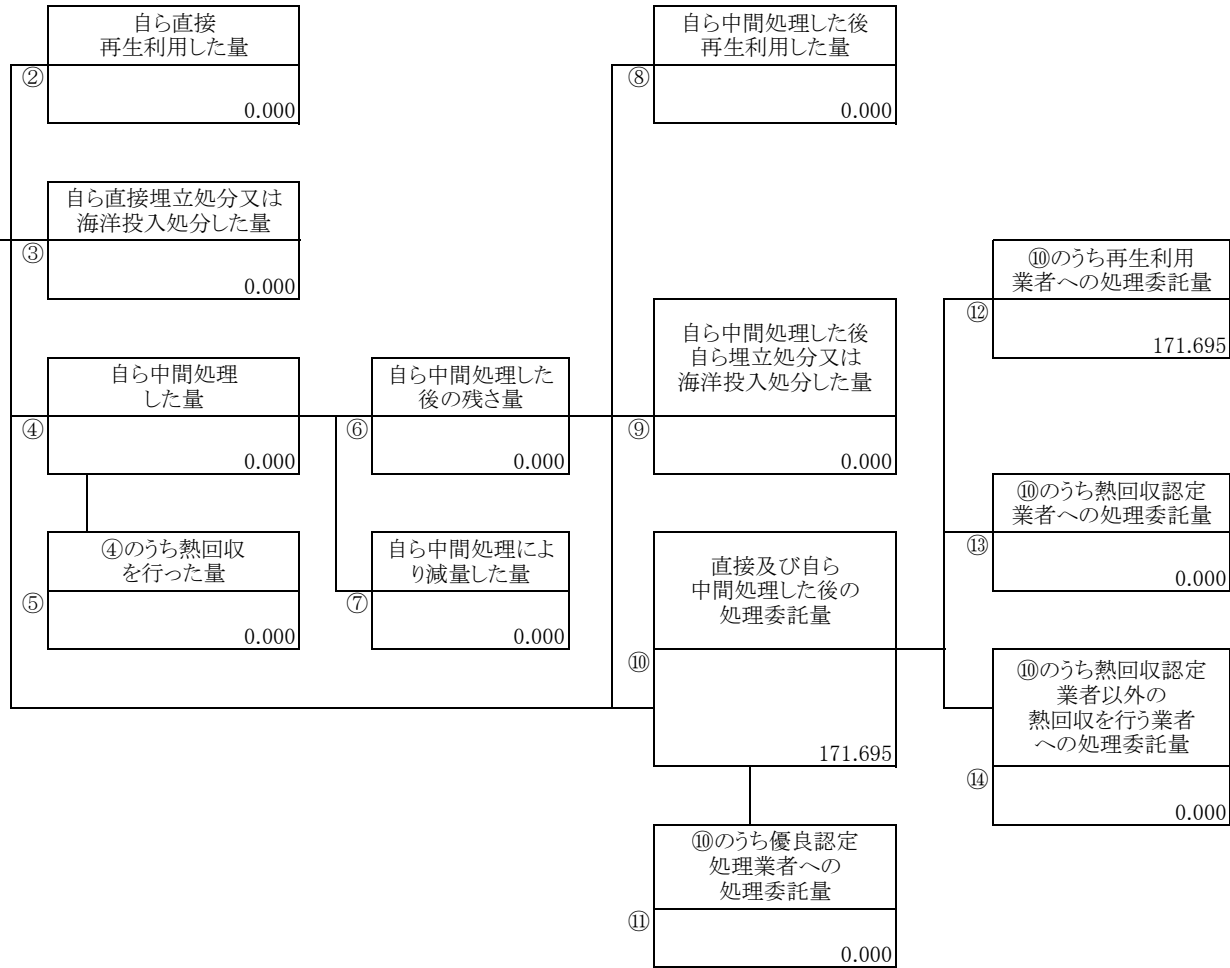 自ら直接
再生利用した量
②
0.000
自ら直接埋立処分又は
海洋投入処分した量
③
0.000
自ら中間処理
した量
④
0.000
④のうち熱回収
を行った量
⑤
0.000
自ら中間処理した
後の残さ量
⑥
0.000
自ら中間処理によ
り減量した量
⑦
0.000
自ら中間処理した後
再生利用した量
⑧
0.000
自ら中間処理した後
自ら埋立処分又は
海洋投入処分した量
⑨
0.000
直接及び自ら
中間処理した後の
処理委託量
⑩
171.695
⑩のうち優良認定
処理業者への
処理委託量
⑪
0.000
⑩のうち再生利用
業者への処理委託量
⑫
171.695
⑩のうち熱回収認定
業者への処理委託量
⑬
0.000
⑩のうち熱回収認定
業者以外の
熱回収を行う業者
への処理委託量
⑭
0.000